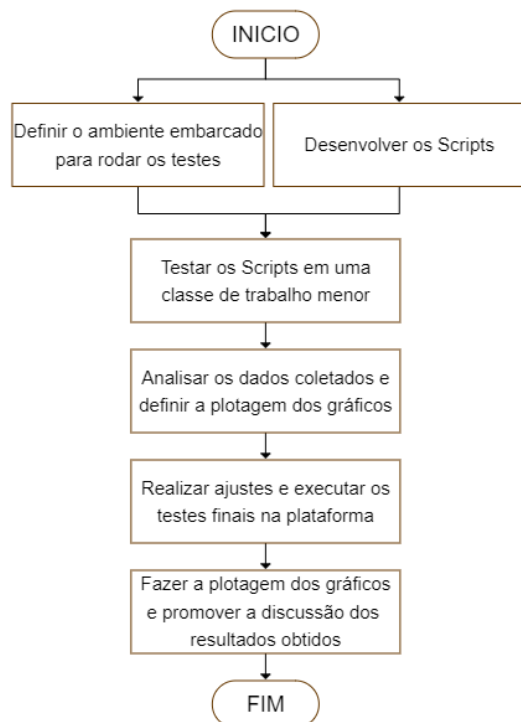 INICIO
Definir o ambiente embarcado
para rodar os testes
Desenvolver os Scripts
Testar os Scripts em uma
classe de trabalho menor
Analisar os dados coletados e
definir a plotagem dos gráficos
Realizar ajustes e executar os
testes finais na plataforma
Fazer a plotagem dos gráficos
e promover a discussão dos
resultados obtidos
FIM